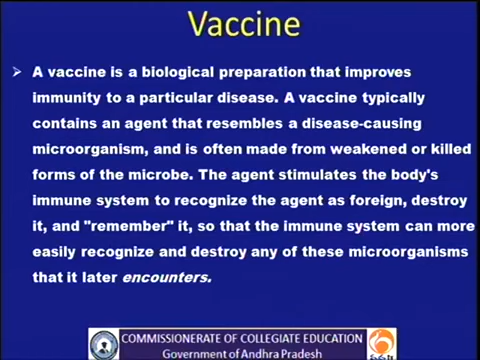 Vaccine
A vaccine is a biological preparation that improves
immunity to a particular disease. A vaccine typically
contains an agent that resembles a disease-causing
microorganism, and is often made from weakened or killed
forms of the microbe. The agent stimulates the body's
immune system to recognize the agent as foreign, destroy
it, and "remember" it, so that the immune system can more
easily recognize and destroy any of these microorganisms
that it later encounters.
COMMISSIONERATE OF COLLEGIATE EDUCATION
Government of Andhra Pradesh